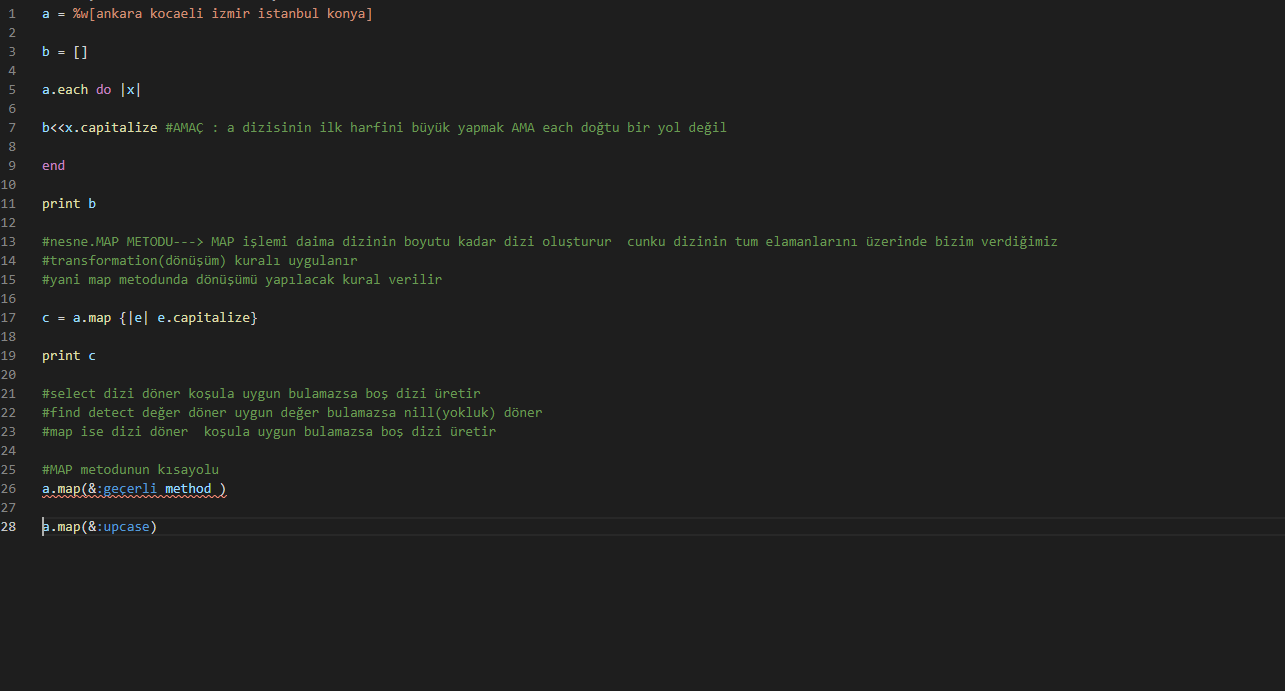 1 a = %w[ankara kocaeli izmir istanbul konya]
2
3 b = []
4
5 a.each do |x|
6
7 b<<x.capitalize #AMAÇ : a dizisinin ilk harfini büyük yapmak AMA each doğtu bir yol değil
8
9 end
10
11 print b
12
13 #nesne.MAP METODU---> MAP işlemi daima dizinin boyutu kadar dizi oluşturur  cunku dizinin tum elamanlarını üzerinde bizim verdiğimiz
14 #transformation(dönüşüm) kuralı uygulanır
15 #yani map metodunda dönüşümü yapılacak kural verilir
16
17 c = a.map {|e| e.capitalize}
18
19 print c
20
21 #select dizi döner koşula uygun bulamazsa boş dizi üretir
22 #find detect değer döner uygun değer bulamazsa nill(yokluk) döner
23 #map ise dizi döner  koşula uygun bulamazsa boş dizi üretir
24
25 #MAP metodunun kısayolu
26 a.map(&:geçerli method )
27
28 a.map(&:upcase)